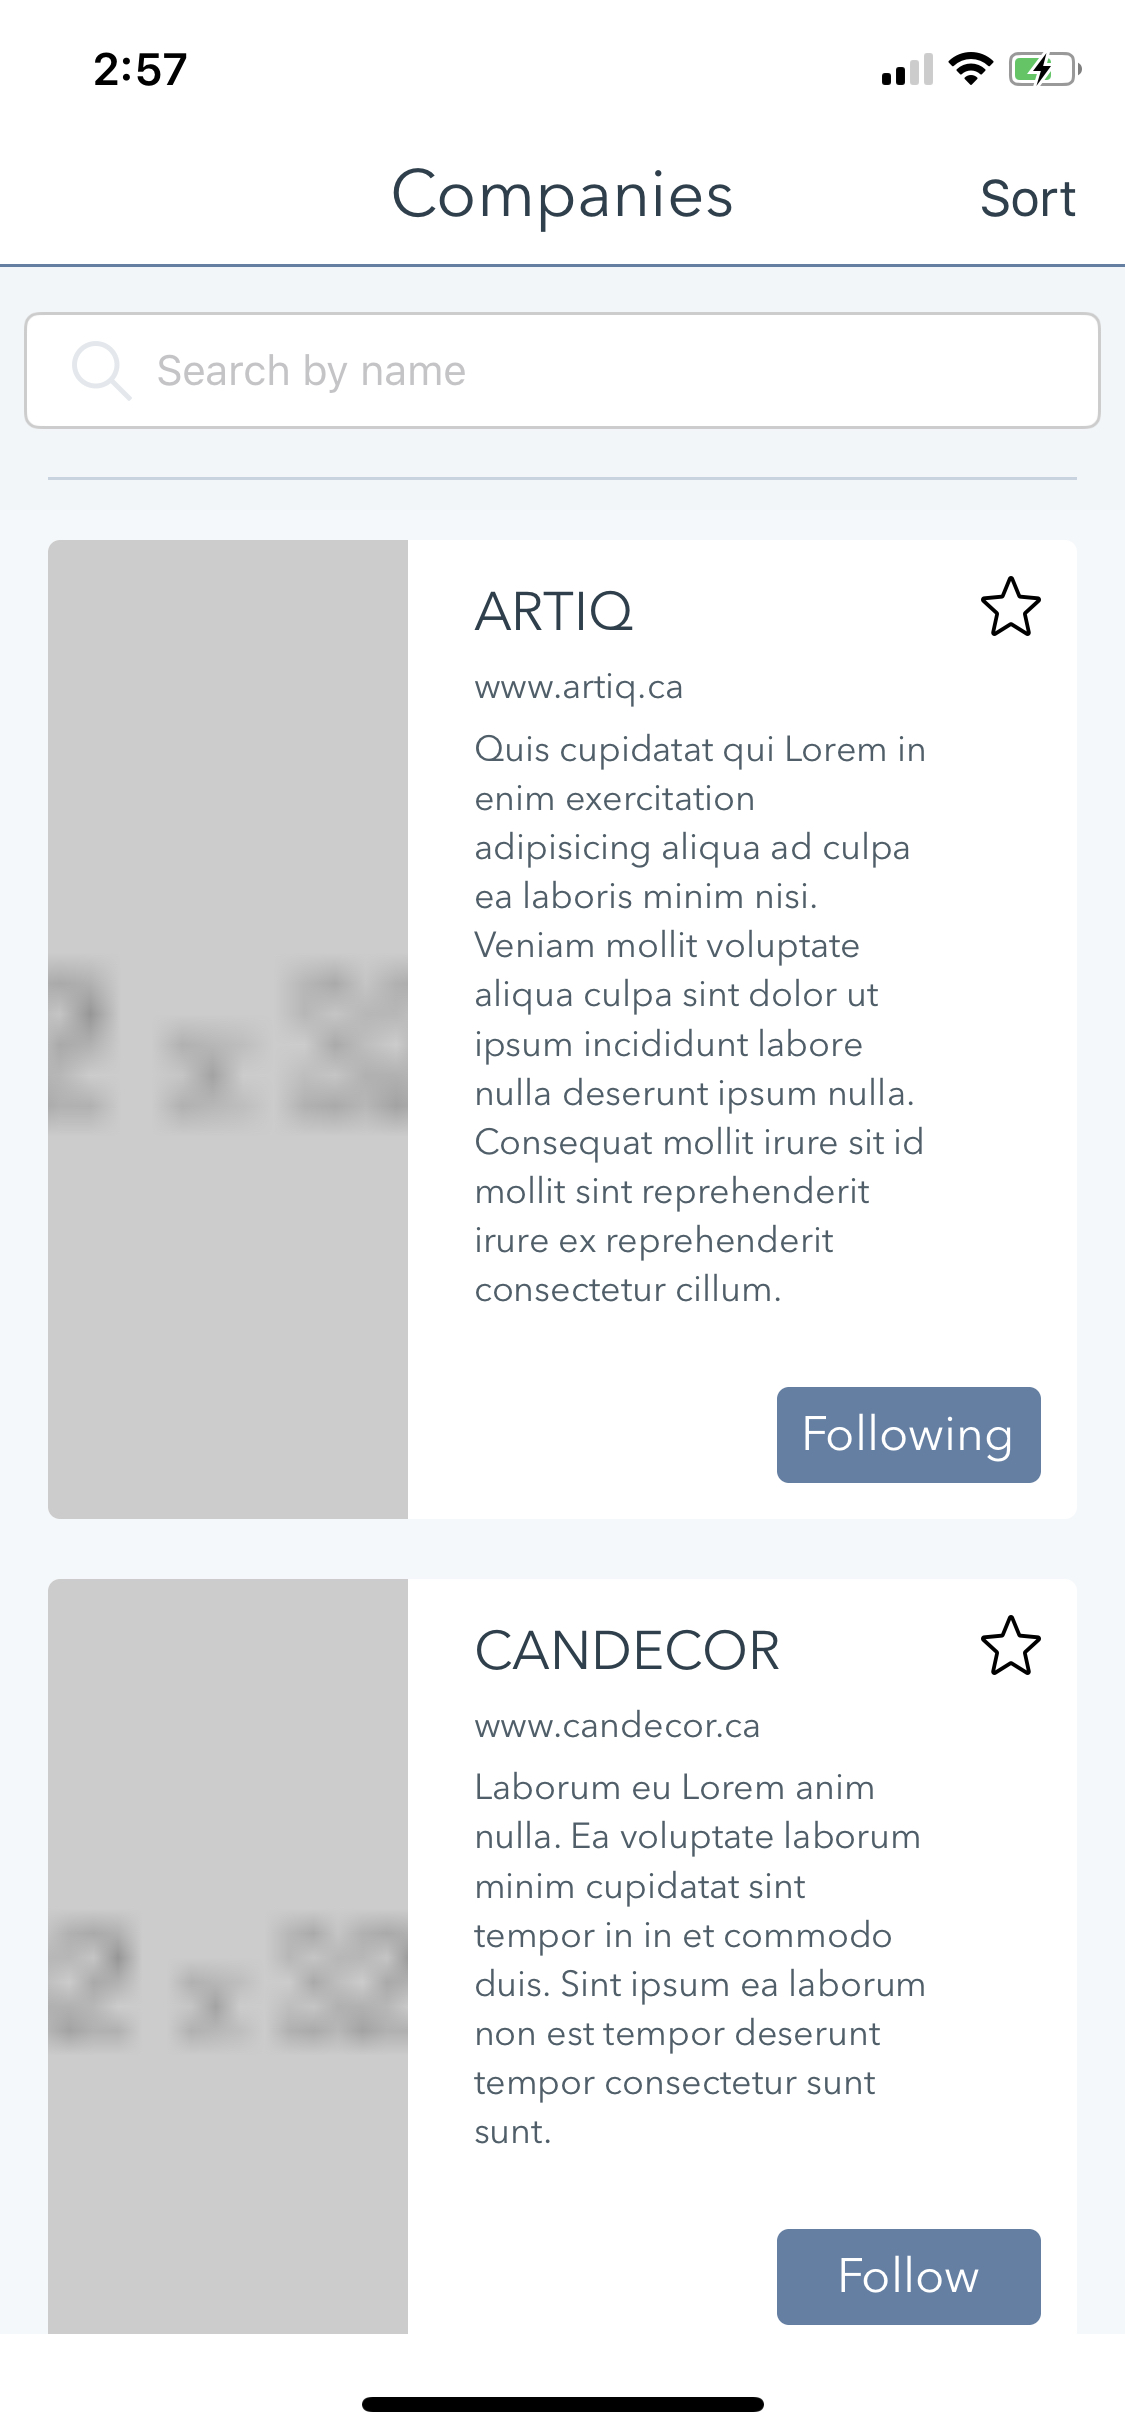 2:57
Companies
Sort
Search by name
ARTIQ
www.artiq.ca
Quis cupidatat qui Lorem in
enim exercitation
adipisicing aliqua ad culpa
ea laboris minim nisi.
Veniam mollit voluptate
aliqua culpa sint dolor ut
ipsum incididunt labore
nulla deserunt ipsum nulla.
Consequat mollit irure sit id
mollit sint reprehenderit
irure ex reprehenderit
consectetur cillum.
Following
CANDECOR
www.candecor.ca
Laborum eu Lorem anim
nulla. Ea voluptate laborum
minim cupidatat sint
tempor in in et commodo
duis. Sint ipsum ea laborum
non est tempor deserunt
tempor consectetur sunt
sunt.
Follow